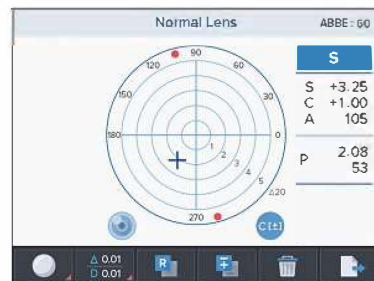 Normal Lens ABBE : 60
S
S +3.25
C +1.00
A 105
P 2.08
53
90
120 60
150 30
180 0
1 2 3 4 5 Δ20
270
C[±]
Δ 0.01
D 0.01
R